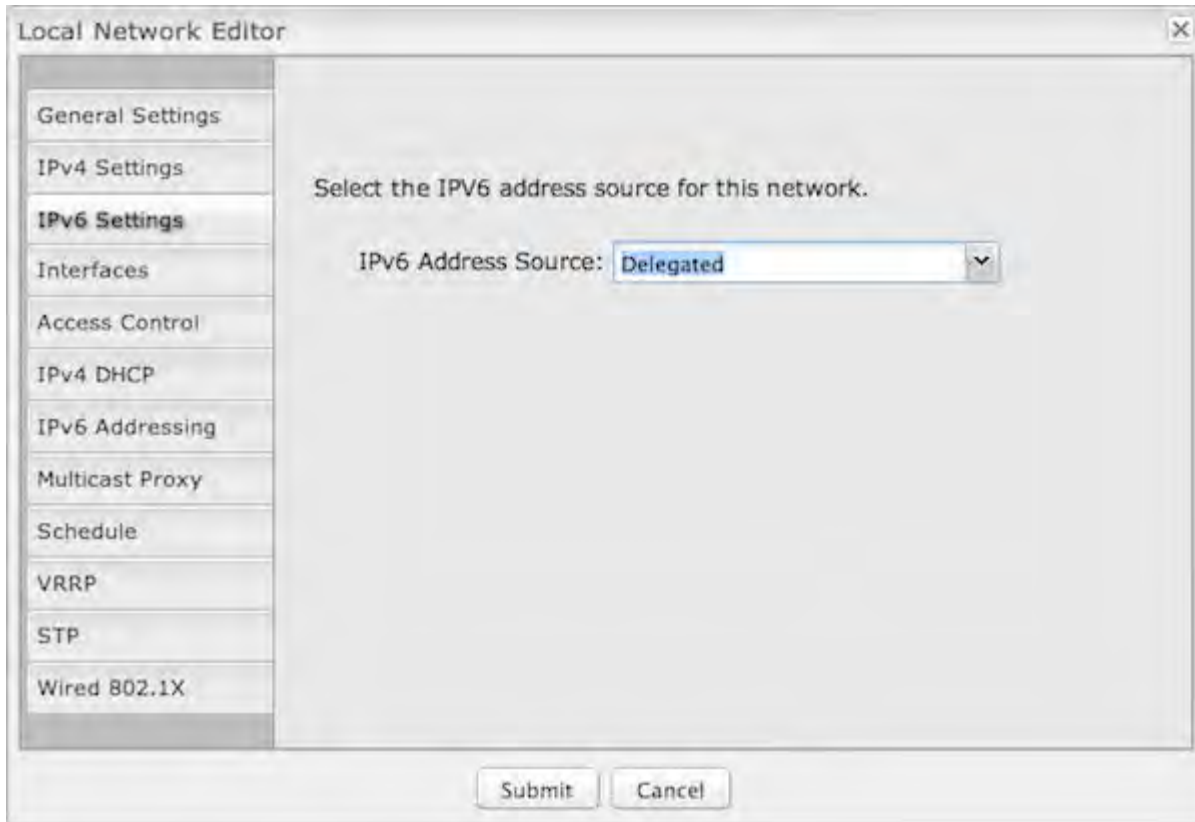 Local Network Editor
General Settings
IPv4 Settings
IPv6 Settings
Interfaces
Access Control
IPv4 DHCP
IPv6 Addressing
Multicast Proxy
Schedule
VRRP
STP
Wired 802.1X
Select the IPV6 address source for this network.
IPv6 Address Source: Delegated
Submit Cancel